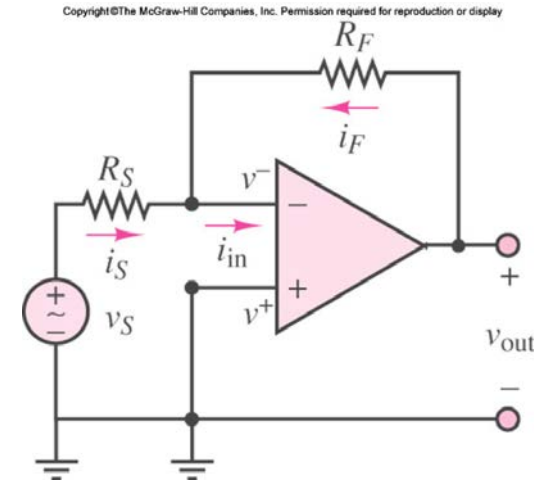 Copyright©The McGraw-Hill Companies, Inc. Permission required for reproduction or display
R_F
i_F
R_S
v^-
−
i_S
i_in
+
~
−
v_S
+
v^+
+
v_out
−